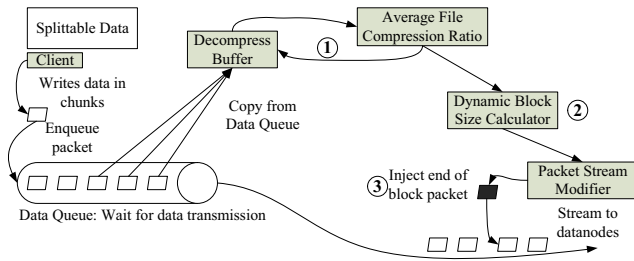 Splittable Data
Client
Writes data in
chunks
Enqueue
packet
Data Queue: Wait for data transmission
Decompress
Buffer
Copy from
Data Queue
1
Average File
Compression Ratio
Dynamic Block
Size Calculator
2
Packet Stream
Modifier
3
Inject end of
block packet
Stream to
datanodes